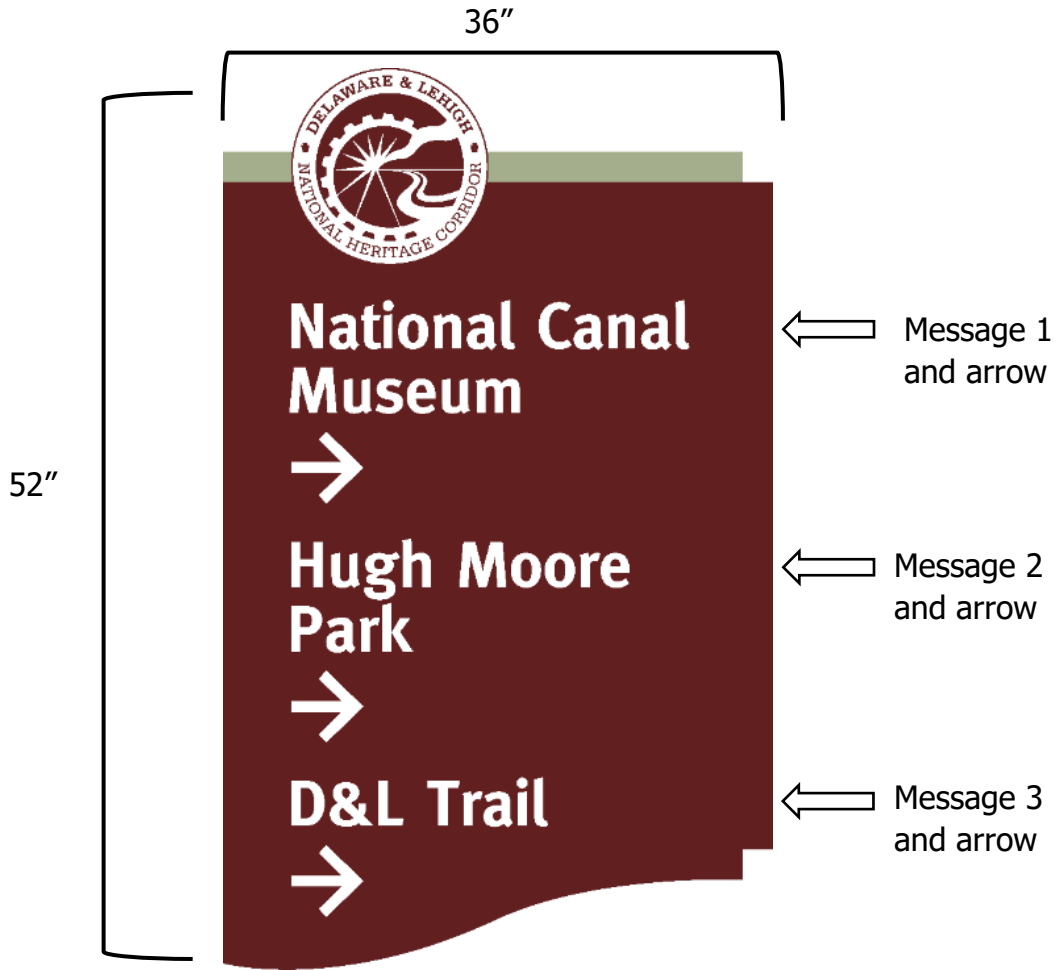 36”
DELAWARE & LEHIGH
NATIONAL HERITAGE CORRIDOR
National Canal
Museum
→
Message 1
and arrow
52”
Hugh Moore
Park
→
Message 2
and arrow
D&L Trail
→
Message 3
and arrow